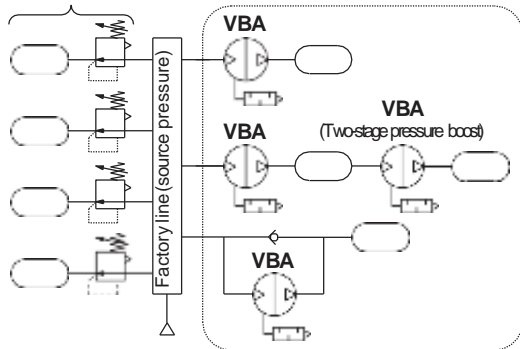 VBA
VBA
VBA
(Two-stage pressure boost)
Factory line (source pressure)
VBA